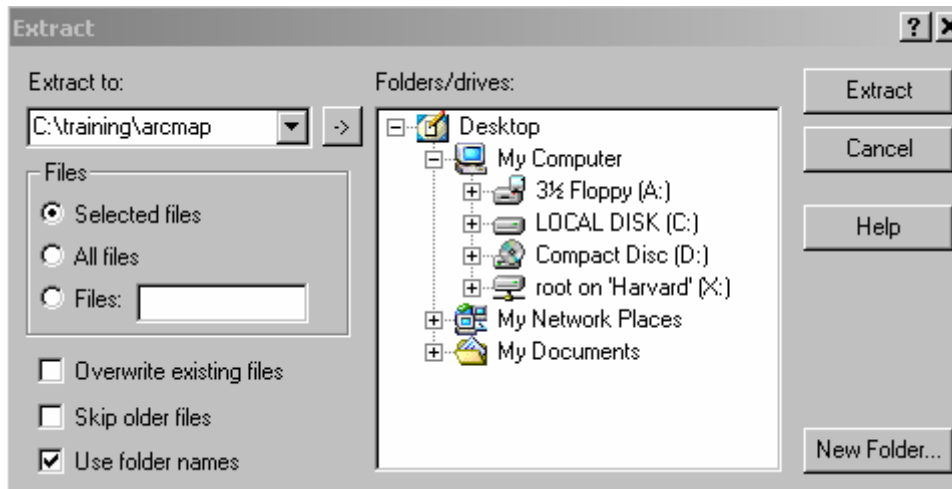 Extract
Extract to:
C:\training\arcmap
->
Files
Selected files
All files
Files:
Overwrite existing files
Skip older files
Use folder names
Folders/drives:
Desktop
My Computer
3½ Floppy (A:)
LOCAL DISK (C:)
Compact Disc (D:)
root on 'Harvard' (X:)
My Network Places
My Documents
Extract
Cancel
Help
New Folder...